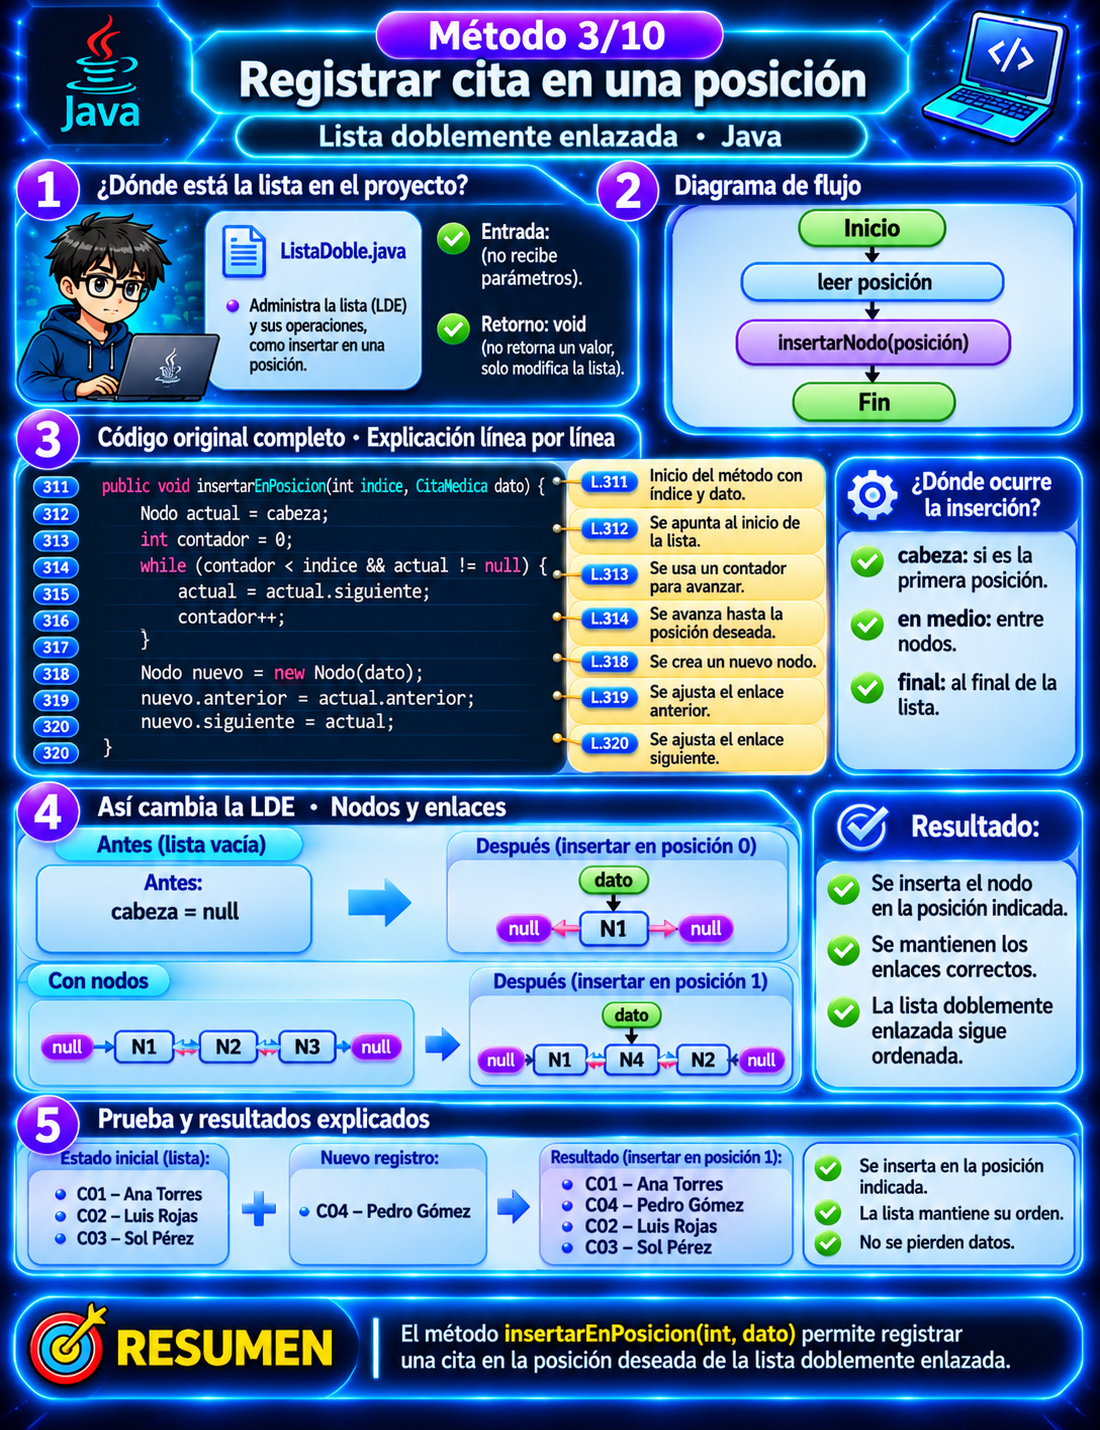 Java
Método 3/10
Registrar cita en una posición
Lista doblemente enlazada • Java
</>
1
¿Dónde está la lista en el proyecto?
ListaDoble.java
Administra la lista (LDE)
y sus operaciones,
como insertar en una
posición.
Entrada:
(no recibe
parámetros).
Retorno: void
(no retorna un valor,
solo modifica la lista).
2
Diagrama de flujo
Inicio
leer posición
insertarNodo(posición)
Fin
3
Código original completo • Explicación línea por línea
311 public void insertarEnPosicion(int indice, CitaMedica dato) {
312 Nodo actual = cabeza;
313 int contador = 0;
314 while (contador < indice && actual != null) {
315 actual = actual.siguiente;
316 contador++;
317 }
318 Nodo nuevo = new Nodo(dato);
319 nuevo.anterior = actual.anterior;
320 nuevo.siguiente = actual;
320 }
L.311 Inicio del método con
índice y dato.
L.312 Se apunta al inicio de
la lista.
L.313 Se usa un contador
para avanzar.
L.314 Se avanza hasta la
posición deseada.
L.318 Se crea un nuevo nodo.
L.319 Se ajusta el enlace
anterior.
L.320 Se ajusta el enlace
siguiente.
¿Dónde ocurre
la inserción?
cabeza: si es la
primera posición.
en medio: entre
nodos.
final: al final de la
lista.
4
Así cambia la LDE • Nodos y enlaces
Antes (lista vacía)
Antes:
cabeza = null
Después (insertar en posición 0)
dato
null N1 null
Con nodos
null N1 N2 N3 null
Después (insertar en posición 1)
dato
null N1 N4 N2 null
Resultado:
Se inserta el nodo
en la posición indicada.
Se mantienen los
enlaces correctos.
La lista doblemente
enlazada sigue
ordenada.
5
Prueba y resultados explicados
Estado inicial (lista):
C01 – Ana Torres
C02 – Luis Rojas
C03 – Sol Pérez
Nuevo registro:
C04 – Pedro Gómez
Resultado (insertar en posición 1):
C01 – Ana Torres
C04 – Pedro Gómez
C02 – Luis Rojas
C03 – Sol Pérez
Se inserta en la posición
indicada.
La lista mantiene su orden.
No se pierden datos.
RESUMEN
El método insertarEnPosicion(int, dato) permite registrar
una cita en la posición deseada de la lista doblemente enlazada.